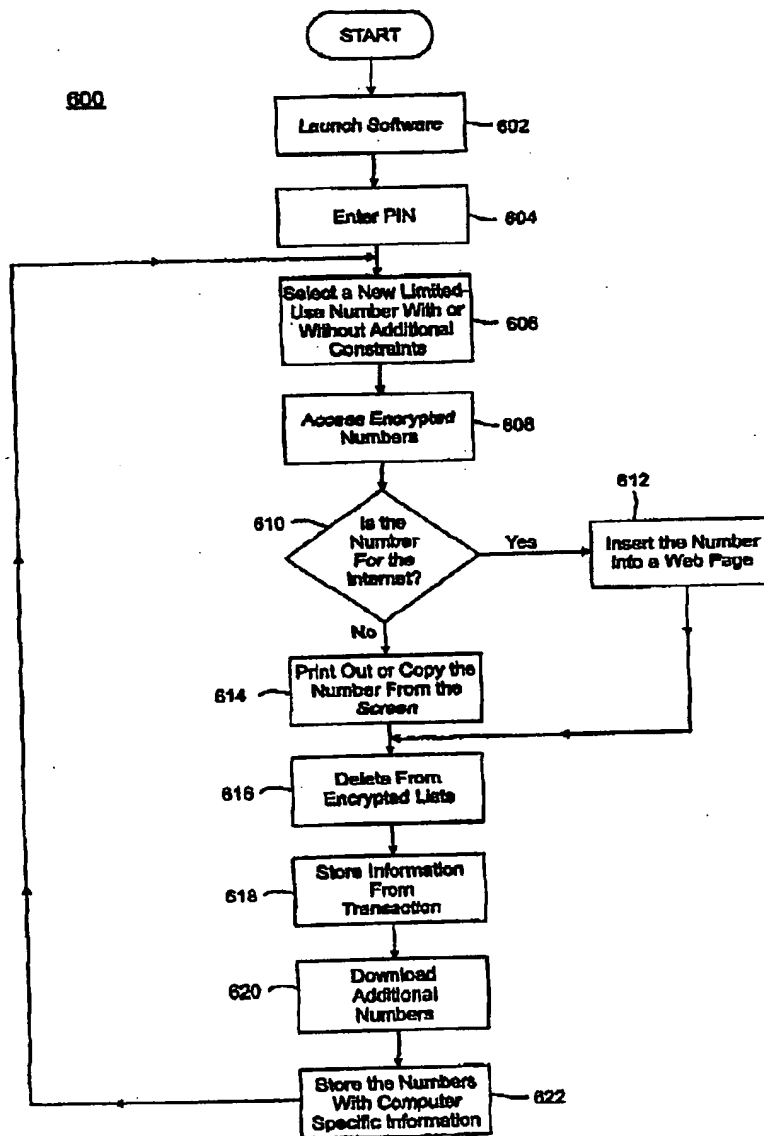 START
600
Launch Software
602
Enter PIN
604
Select a New Limited
Use Number With or
Without Additional
Constraints
606
Access Encrypted
Numbers
608
610
Is the
Number
For the
Internet?
Yes
612
Insert the Number
Into a Web Page
No
Print Out or Copy the
Number From the
Screen
614
Delete From
Encrypted Lists
616
Store Information
From
Transaction
618
Download
Additional
Numbers
620
Store the Numbers
With Computer
Specific Information
622